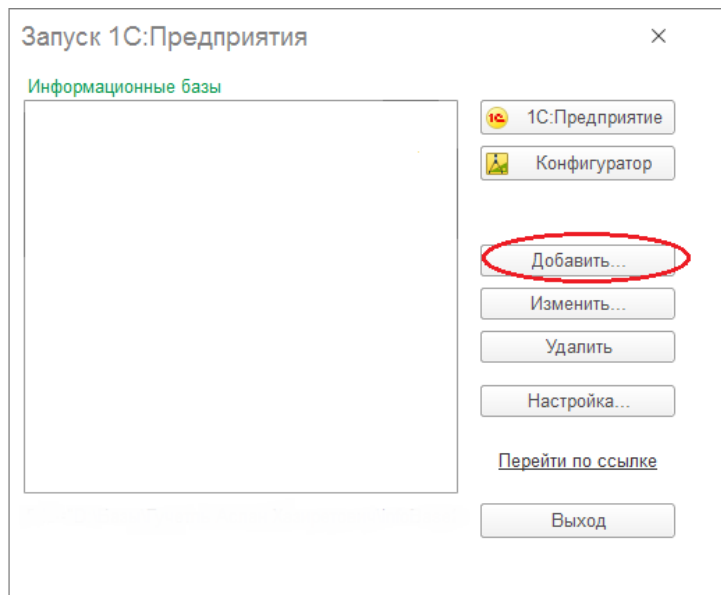 Запуск 1С:Предприятия
Информационные базы
1С:Предприятие
Конфигуратор
Добавить...
Изменить...
Удалить
Настройка...
Перейти по ссылке
Выход